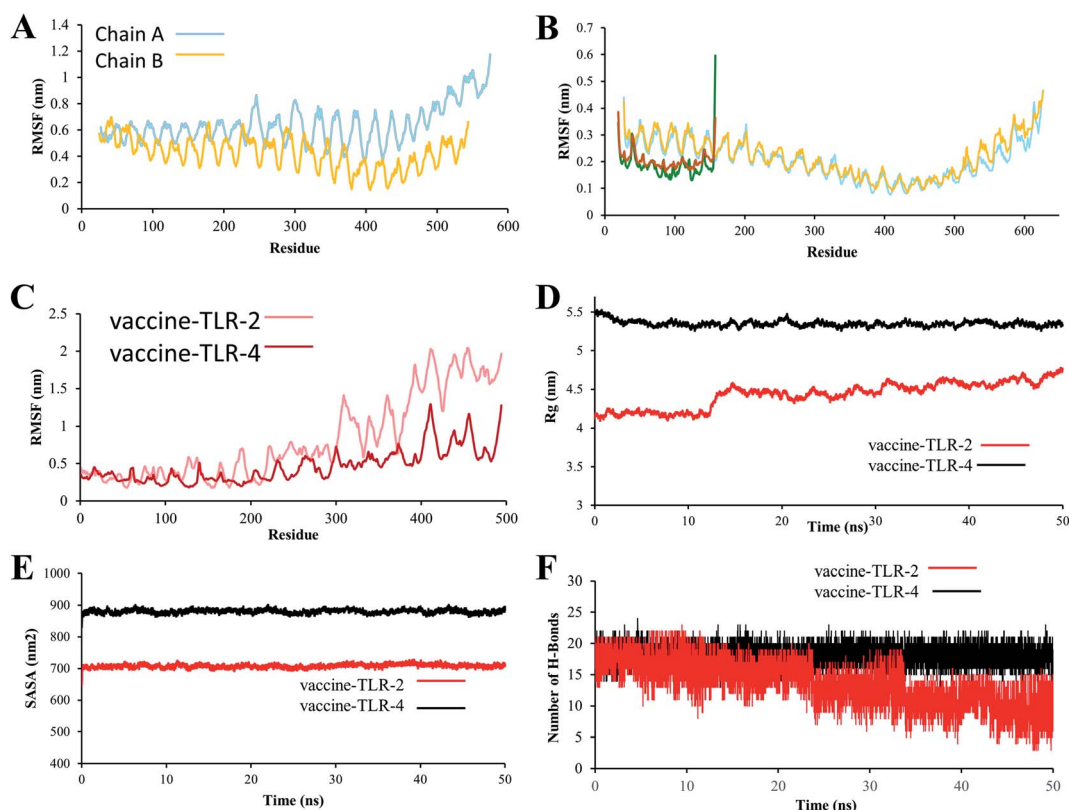 A
Chain A
Chain B
RMSF (nm)
1.4
1.2
1
0.8
0.6
0.4
0.2
0
0 100 200 300 400 500 600
Residue
B
RMSF (nm)
0.7
0.6
0.5
0.4
0.3
0.2
0.1
0
0 100 200 300 400 500 600
Residue
C
vaccine-TLR-2
vaccine-TLR-4
RMSF (nm)
2.5
2
1.5
1
0.5
0
0 100 200 300 400 500
Residue
D
Rg (nm)
5.5
5
4.5
4
3.5
3
vaccine-TLR-2
vaccine-TLR-4
0 10 20 30 40 50
Time (ns)
E
SASA (nm2)
1000
900
800
700
600
500
400
vaccine-TLR-2
vaccine-TLR-4
0 10 20 30 40 50
Time (ns)
F
vaccine-TLR-2
vaccine-TLR-4
Number of H-Bonds
30
25
20
15
10
5
0
0 10 20 30 40 50
Time (ns)